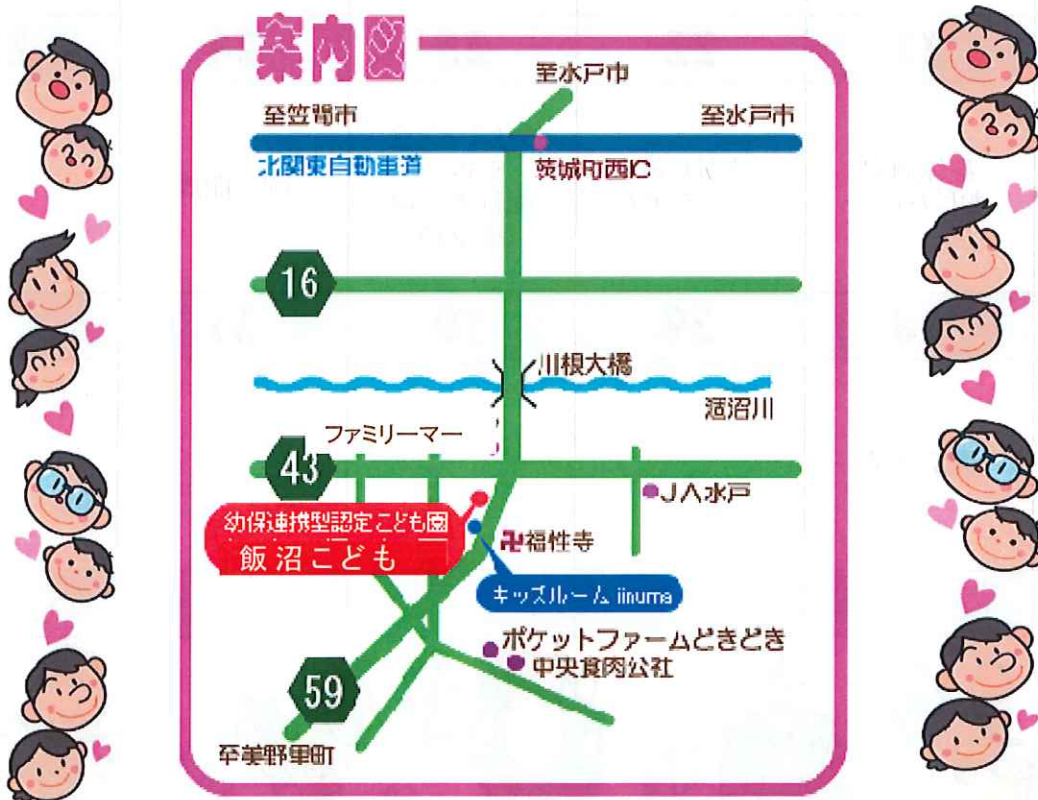 案内図
至水戸市
至笠間市
至水戸市
北関東自動車道
茨城町西IC
16
川根大橋
涸沼川
ファミリーマー
43
JA水戸
幼保連携型認定こども園
飯沼こども
卍福性寺
キッズルーム iinuma
ポケットファームどきどき
中央食肉公社
59
至美野里町